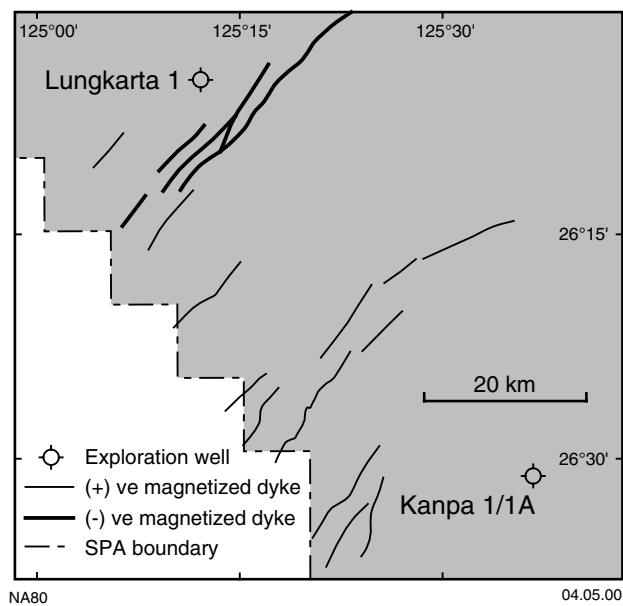 125°00' 125°15' 125°30'
Lungkarta 1
26°15'
20 km
26°30'
Kanpa 1/1A
Exploration well
(+) ve magnetized dyke
(-) ve magnetized dyke
SPA boundary
NA80 04.05.00